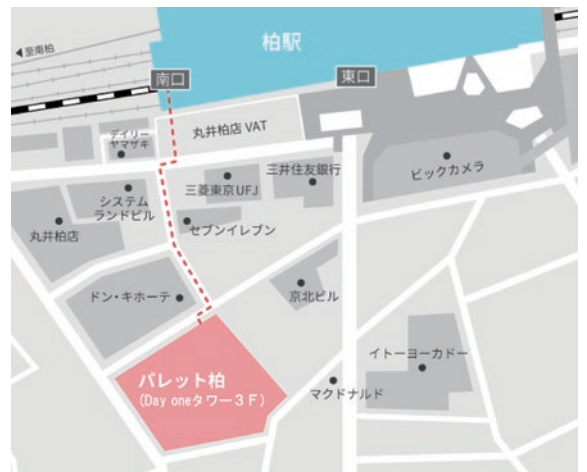 柏駅
◀至南柏
南口
東口
丸井柏店 VAT
デイリー
ヤマザキ
三菱東京UFJ
三井住友銀行
ビックカメラ
システム
ランドビル
丸井柏店
セブンイレブン
ドン・キホーテ
京北ビル
イトーヨーカドー
マクドナルド
パレット柏
(Day oneタワー3F)